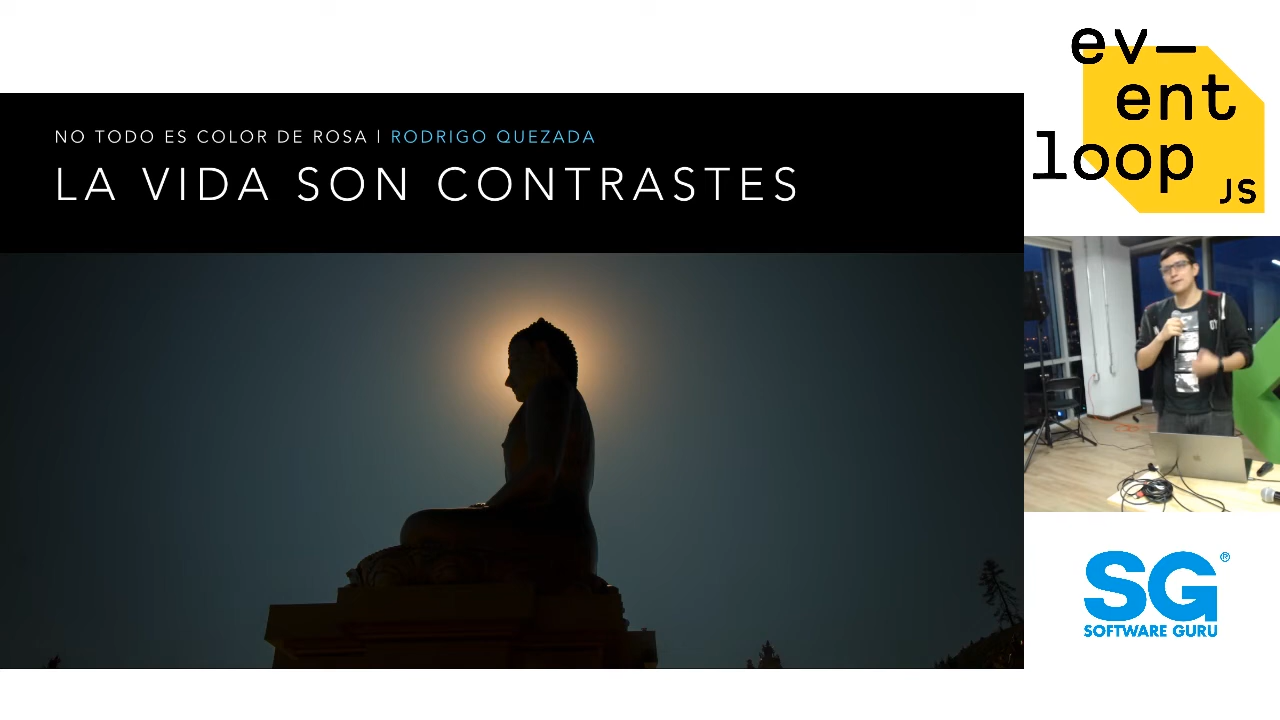 NO TODO ES COLOR DE ROSA | RODRIGO QUEZADA
LA VIDA SON CONTRASTES
ev—
ent
loop
JS
SG®
SOFTWARE GURU